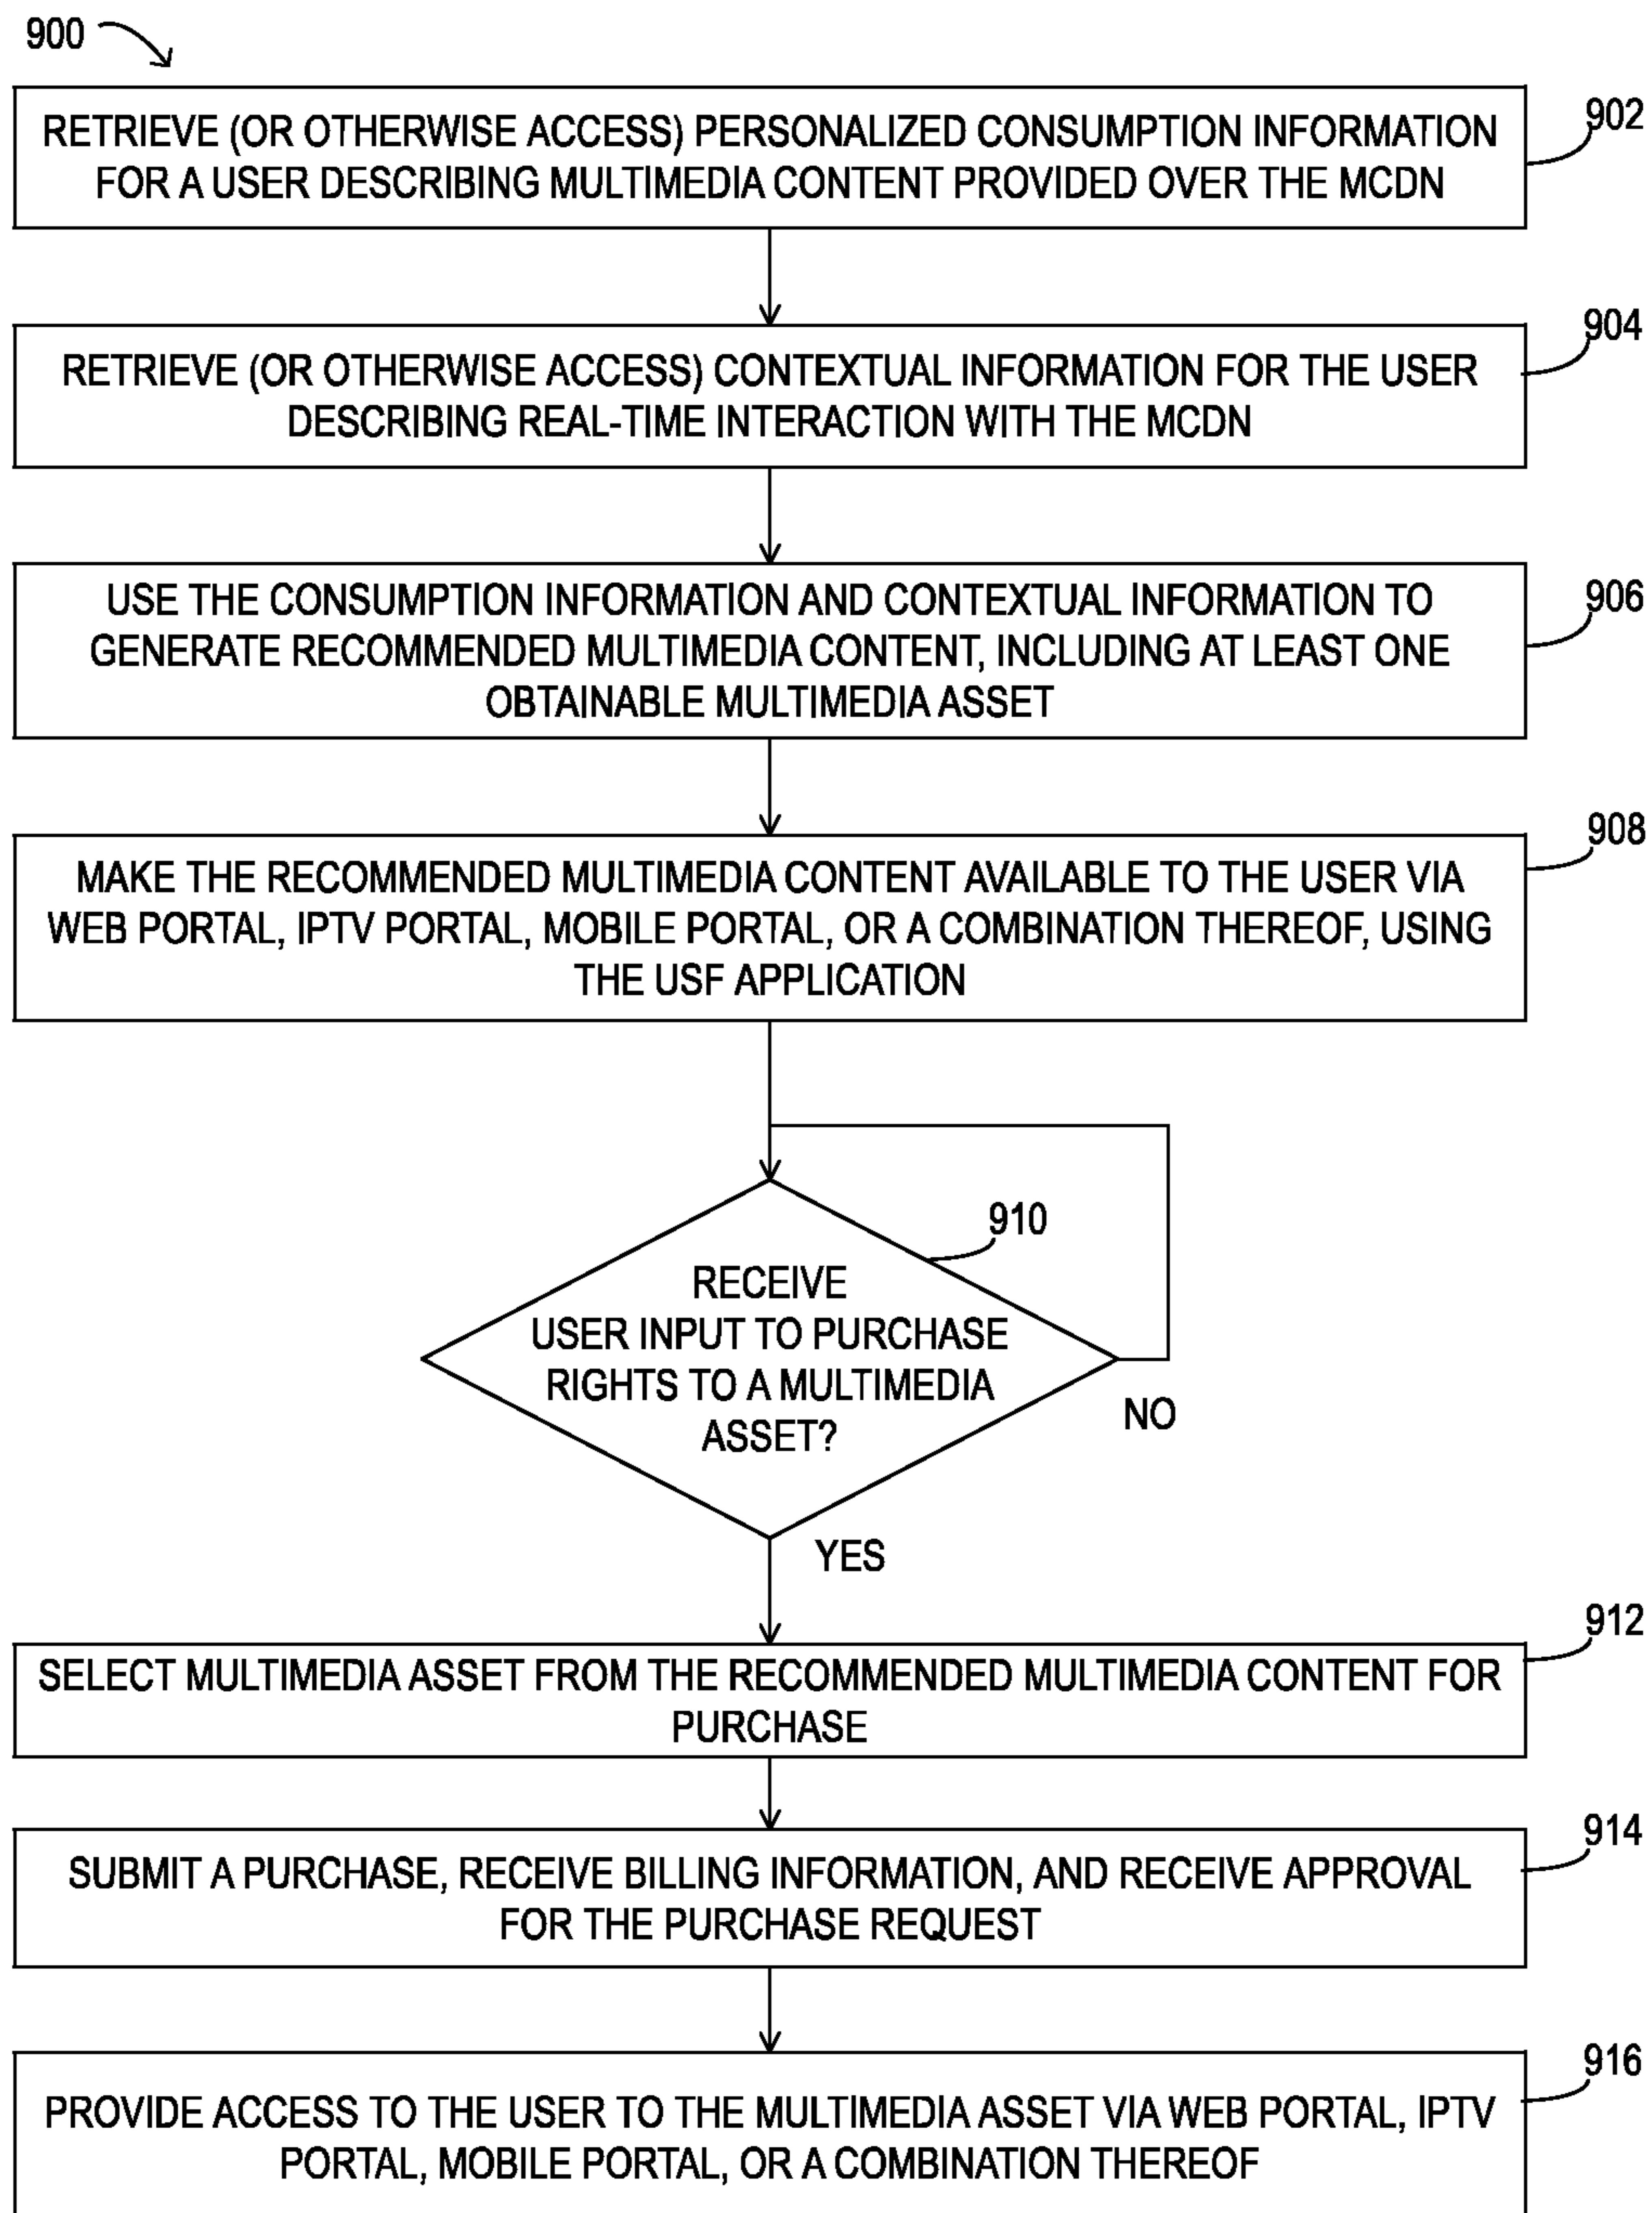 900
902
RETRIEVE (OR OTHERWISE ACCESS) PERSONALIZED CONSUMPTION INFORMATION
FOR A USER DESCRIBING MULTIMEDIA CONTENT PROVIDED OVER THE MCDN
904
RETRIEVE (OR OTHERWISE ACCESS) CONTEXTUAL INFORMATION FOR THE USER
DESCRIBING REAL-TIME INTERACTION WITH THE MCDN
906
USE THE CONSUMPTION INFORMATION AND CONTEXTUAL INFORMATION TO
GENERATE RECOMMENDED MULTIMEDIA CONTENT, INCLUDING AT LEAST ONE
OBTAINABLE MULTIMEDIA ASSET
908
MAKE THE RECOMMENDED MULTIMEDIA CONTENT AVAILABLE TO THE USER VIA
WEB PORTAL, IPTV PORTAL, MOBILE PORTAL, OR A COMBINATION THEREOF, USING
THE USF APPLICATION
910
RECEIVE
USER INPUT TO PURCHASE
RIGHTS TO A MULTIMEDIA
ASSET?
NO
YES
912
SELECT MULTIMEDIA ASSET FROM THE RECOMMENDED MULTIMEDIA CONTENT FOR
PURCHASE
914
SUBMIT A PURCHASE, RECEIVE BILLING INFORMATION, AND RECEIVE APPROVAL
FOR THE PURCHASE REQUEST
916
PROVIDE ACCESS TO THE USER TO THE MULTIMEDIA ASSET VIA WEB PORTAL, IPTV
PORTAL, MOBILE PORTAL, OR A COMBINATION THEREOF